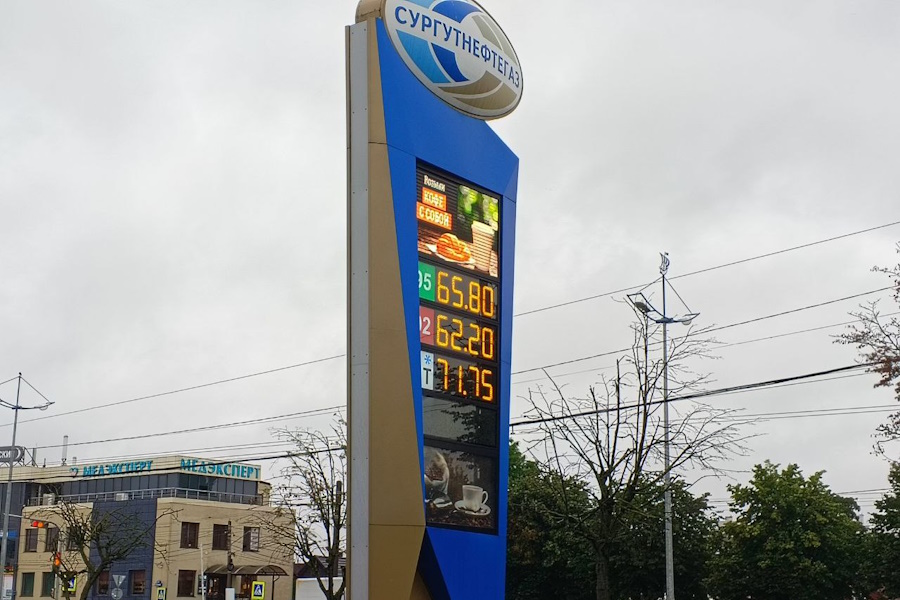 СУРГУТНЕФТЕГАЗ
Возьми
КОФЕ
С СОБОЙ
95 65.80
92 62.20
Т 71.75
МЕДЭКСПЕРТ
МЕДЭКСПЕРТ